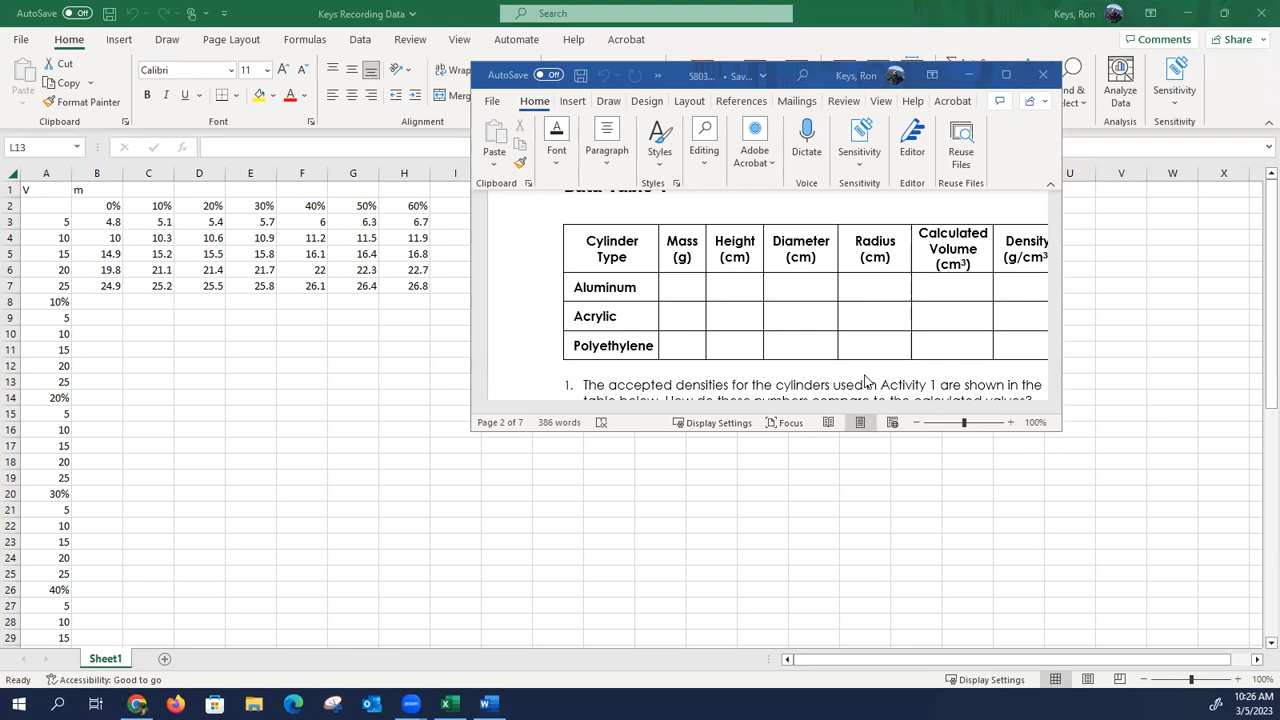 AutoSave Off Keys Recording Data Search Keys, Ron
File Home Insert Draw Page Layout Formulas Data Review View Automate Help Acrobat Comments Share
Paste Cut Copy Format Painter Clipboard
Calibri 11 B I U A Font
Wrap Merg Alignment
Analyze Data Analysis Sensitivity Sensitivity
L13 fx
A B C D E F G H I U V W X
1 V m
2 0% 10% 20% 30% 40% 50% 60%
3 5 4.8 5.1 5.4 5.7 6 6.3 6.7
4 10 10 10.3 10.6 10.9 11.2 11.5 11.9
5 15 14.9 15.2 15.5 15.8 16.1 16.4 16.8
6 20 19.8 21.1 21.4 21.7 22 22.3 22.7
7 25 24.9 25.2 25.5 25.8 26.1 26.4 26.8
8 10%
9 5
10 10
11 15
12 20
13 25
14 20%
15 5
16 10
17 15
18 20
19 25
20 30%
21 5
22 10
23 15
24 20
25 25
26 40%
27 5
28 10
29 15
AutoSave Off 5803... • Sav... Keys, Ron
File Home Insert Draw Design Layout References Mailings Review View Help Acrobat
Paste Font Paragraph Styles Editing Adobe Acrobat Dictate Sensitivity Editor Reuse Files
Clipboard Styles Voice Sensitivity Editor Reuse Files
Cylinder Type Mass (g) Height (cm) Diameter (cm) Radius (cm) Calculated Volume (cm³) Density (g/cm³
Aluminum
Acrylic
Polyethylene
1. The accepted densities for the cylinders used in Activity 1 are shown in the
table below. How do these numbers compare to the calculated values?
Page 2 of 7 386 words Display Settings Focus 100%
Sheet1
Ready Accessibility: Good to go Display Settings 100%
zoom
10:26 AM
3/5/2023